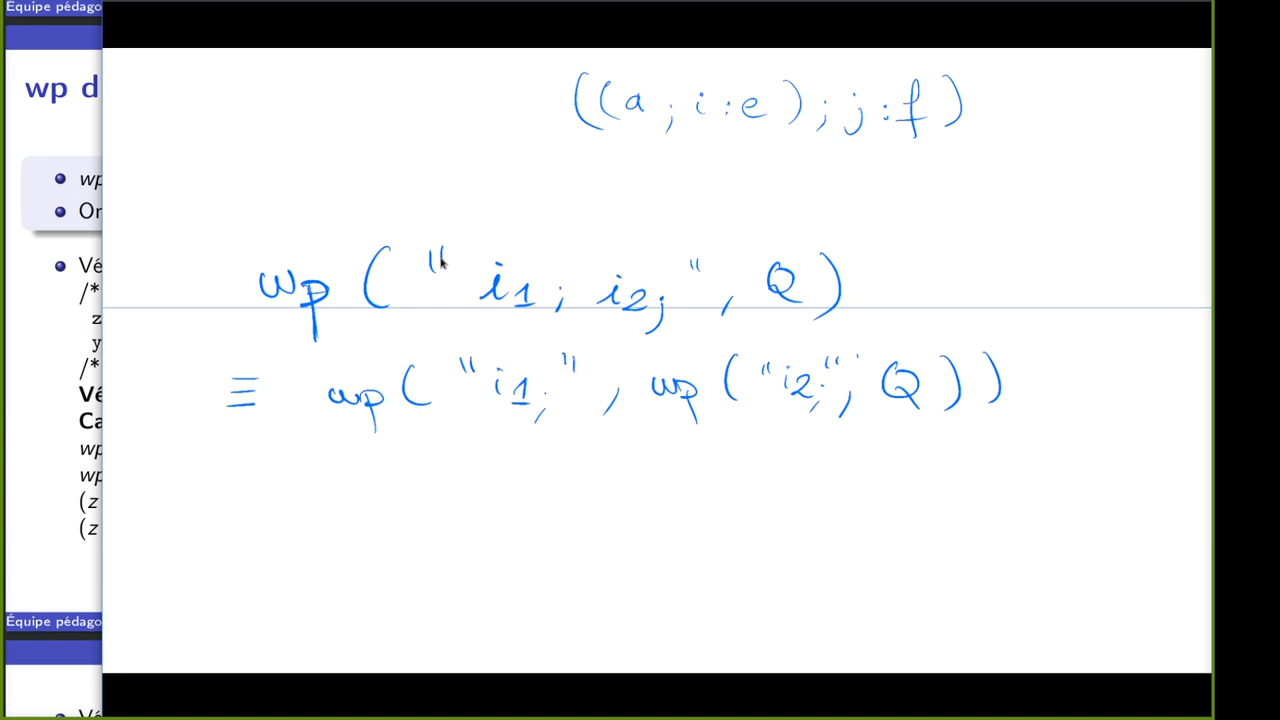 Équipe pédago
wp d
((a ; i : e) ; j : f)
wp
On
wp ( " i1 ; i2; " , Q )
Vé
/*
z
y
≡ wp ( " i1; " , wp ( " i2; " , Q ) )
/*
Vé
Ca
wp
wp
(z
(z
Équipe pédago
Vé